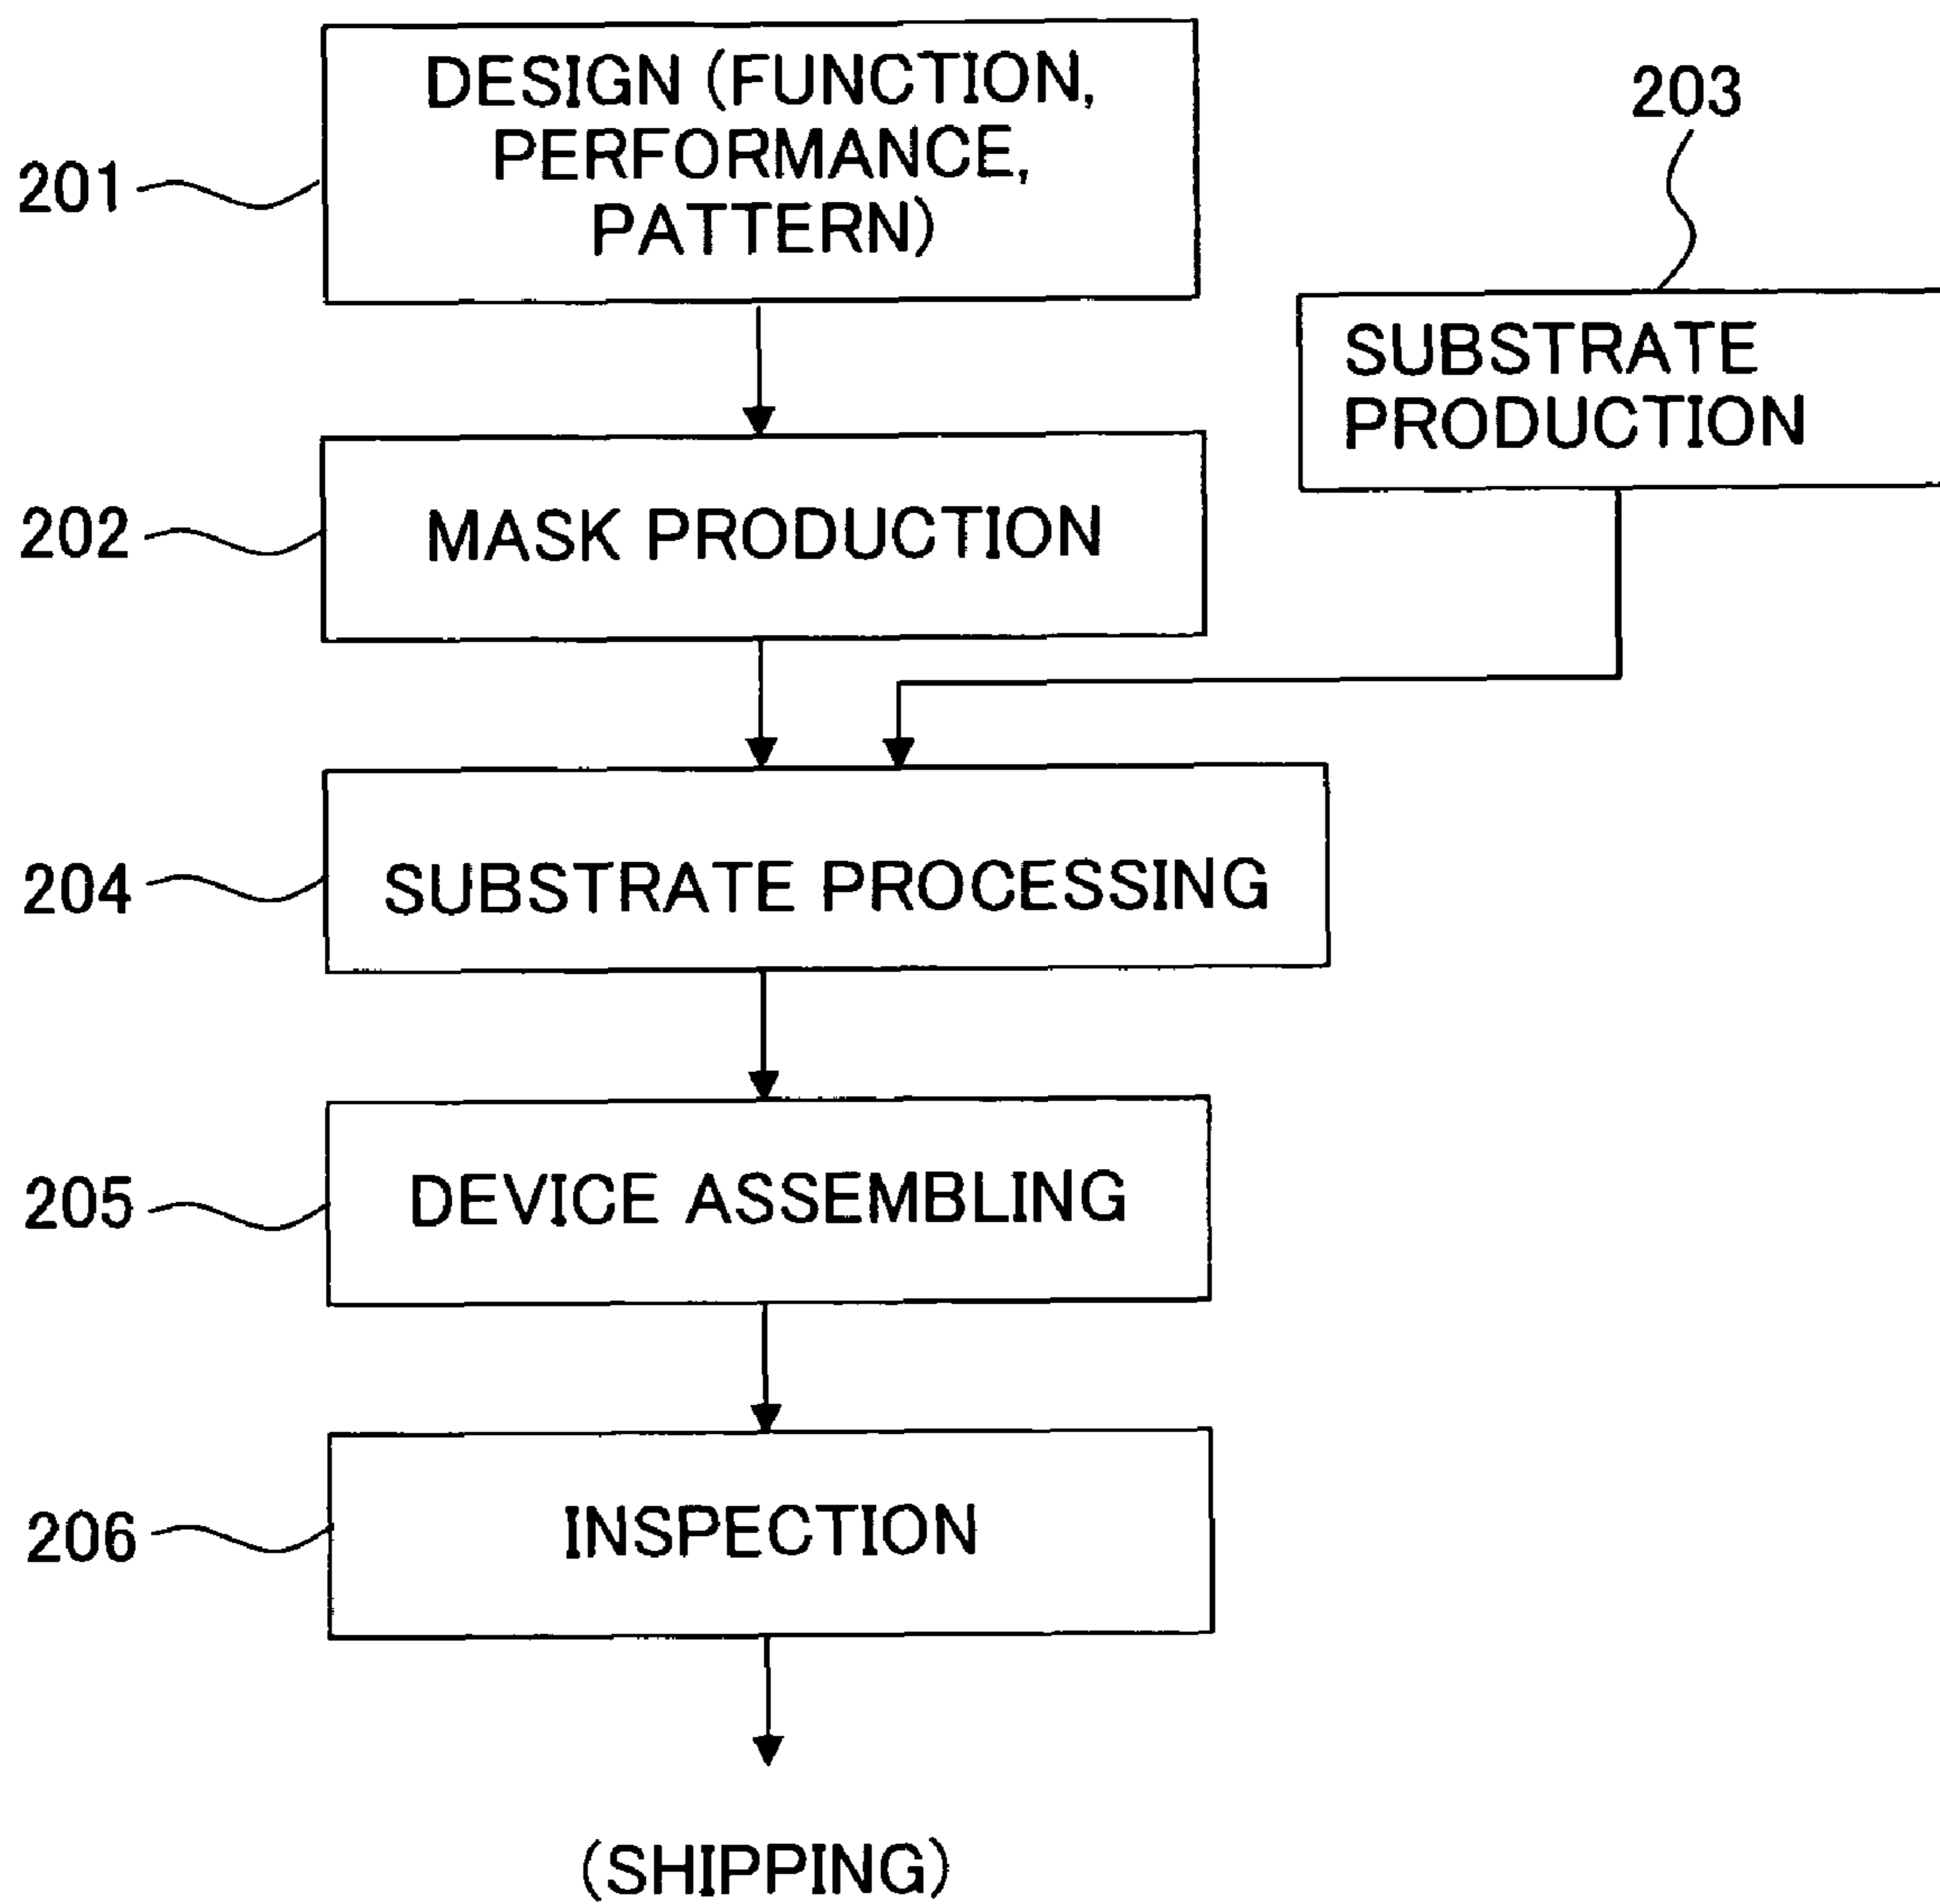 DESIGN (FUNCTION,
PERFORMANCE,
PATTERN)
201
203
SUBSTRATE
PRODUCTION
202
MASK PRODUCTION
204
SUBSTRATE PROCESSING
205
DEVICE ASSEMBLING
206
INSPECTION
(SHIPPING)